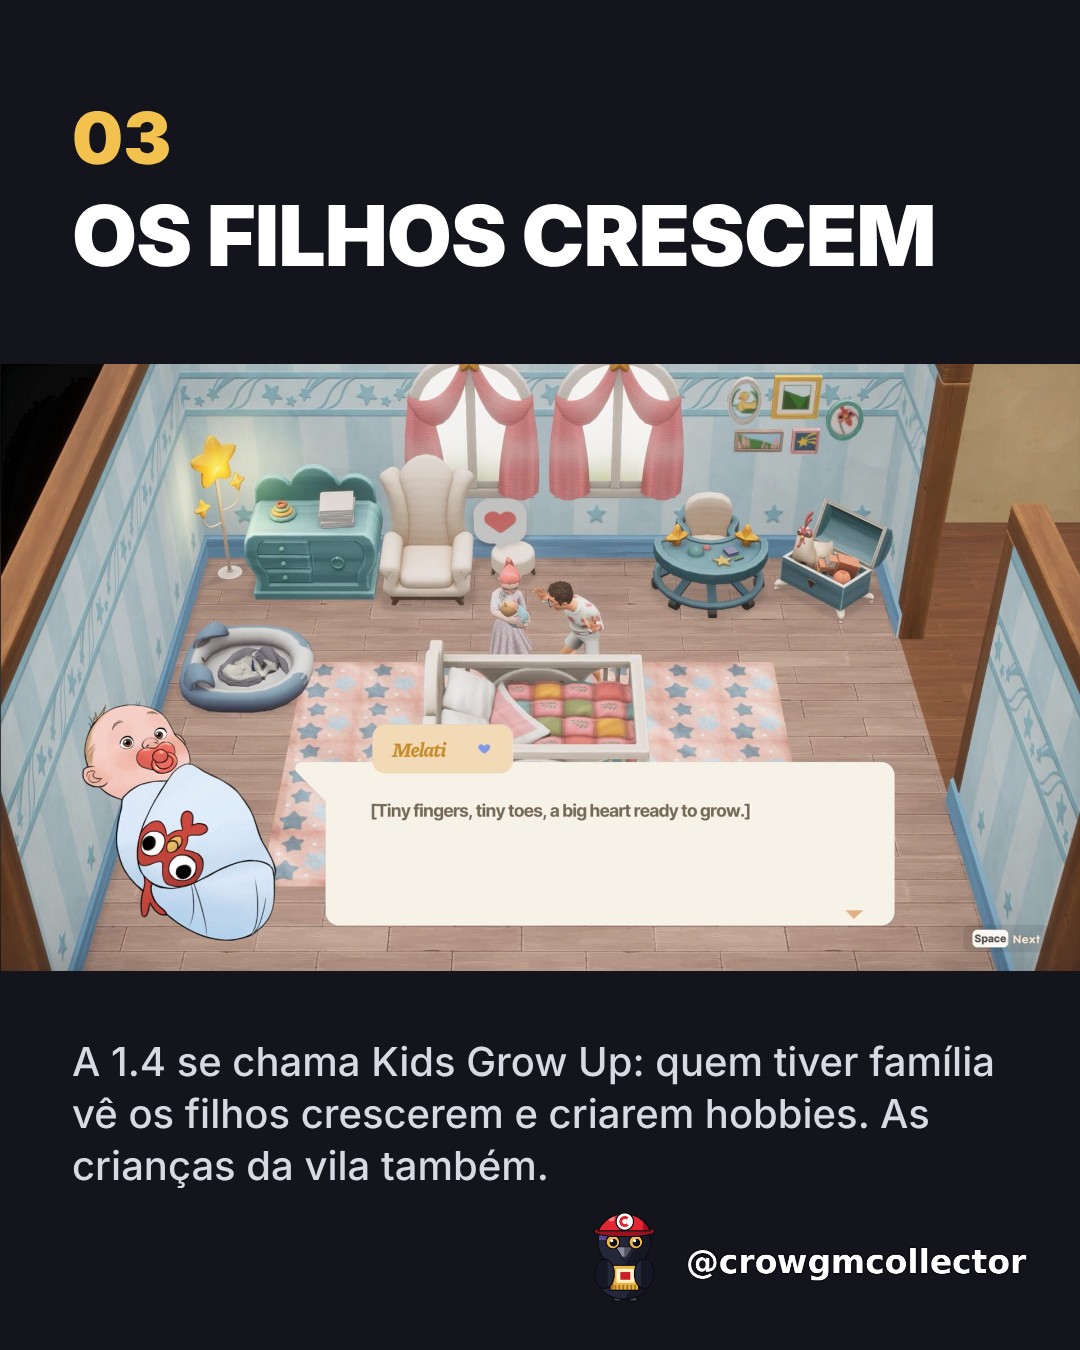 03
OS FILHOS CRESCEM
Melati
[Tiny fingers, tiny toes, a big heart ready to grow.]
Space Next
A 1.4 se chama Kids Grow Up: quem tiver família
vê os filhos crescerem e criarem hobbies. As
crianças da vila também.
C
@crowgmcollector